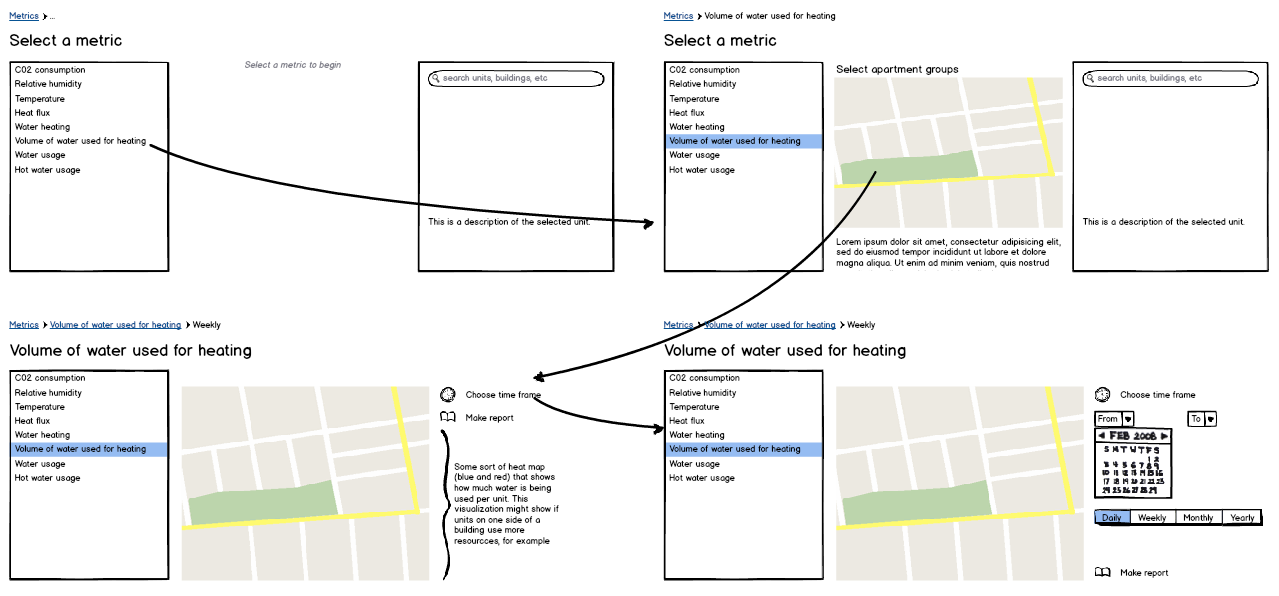 Metrics > ...
Select a metric
CO2 consumption
Relative humidity
Temperature
Heat flux
Water heating
Volume of water used for heating
Water usage
Hot water usage
Select a metric to begin
search units, buildings, etc
This is a description of the selected unit.
Metrics > Volume of water used for heating
Select a metric
CO2 consumption
Relative humidity
Temperature
Heat flux
Water heating
Volume of water used for heating
Water usage
Hot water usage
Select apartment groups
Lorem ipsum dolor sit amet, consectetur adipisicing elit,
sed do eiusmod tempor incididunt ut labore et dolore
magna aliqua. Ut enim ad minim veniam, quis nostrud
search units, buildings, etc
This is a description of the selected unit.
Metrics > Volume of water used for heating > Weekly
Volume of water used for heating
CO2 consumption
Relative humidity
Temperature
Heat flux
Water heating
Volume of water used for heating
Water usage
Hot water usage
Choose time frame
Make report
Some sort of heat map
(blue and red) that shows
how much water is being
used per unit. This
visualization might show if
units on one side of a
building use more
resourcces, for example
Metrics > Volume of water used for heating > Weekly
Volume of water used for heating
CO2 consumption
Relative humidity
Temperature
Heat flux
Water heating
Volume of water used for heating
Water usage
Hot water usage
Choose time frame
From To
FEB 2008
S M T W T F S
1 2
3 4 5 6 7 8 9
10 11 12 13 14 15 16
17 18 19 20 21 22 23
24 25 26 27 28 29
Daily Weekly Monthly Yearly
Make report